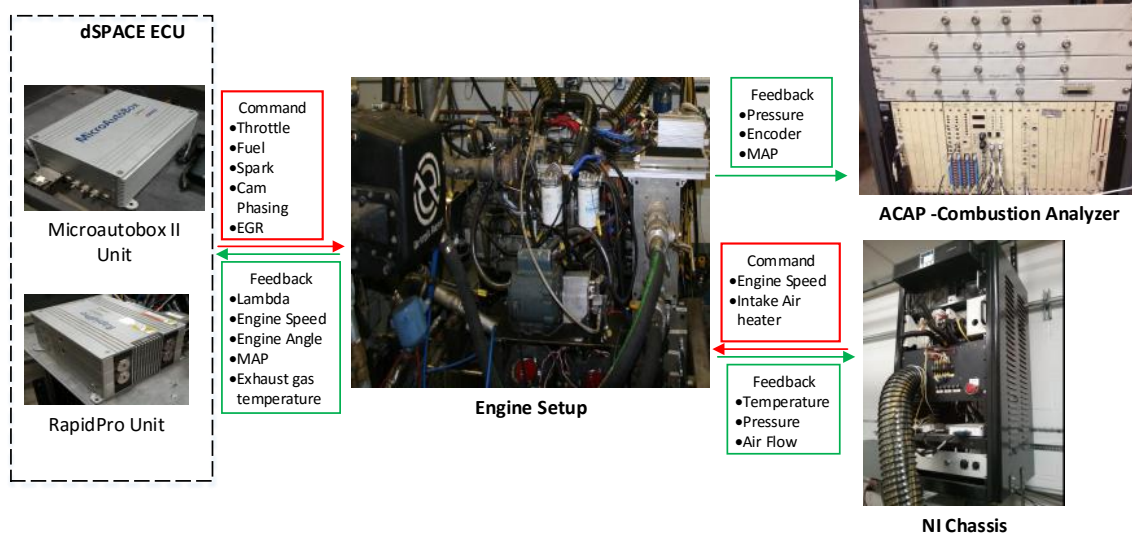 dSPACE ECU
MicroAutoBox
Microautobox II
Unit
RapidPro
RapidPro Unit
Command
•Throttle
•Fuel
•Spark
•Cam
Phasing
•EGR
Feedback
•Lambda
•Engine Speed
•Engine Angle
•MAP
•Exhaust gas
temperature
Engine Setup
Feedback
•Pressure
•Encoder
•MAP
ACAP -Combustion Analyzer
Command
•Engine Speed
•Intake Air
heater
Feedback
•Temperature
•Pressure
•Air Flow
NI Chassis